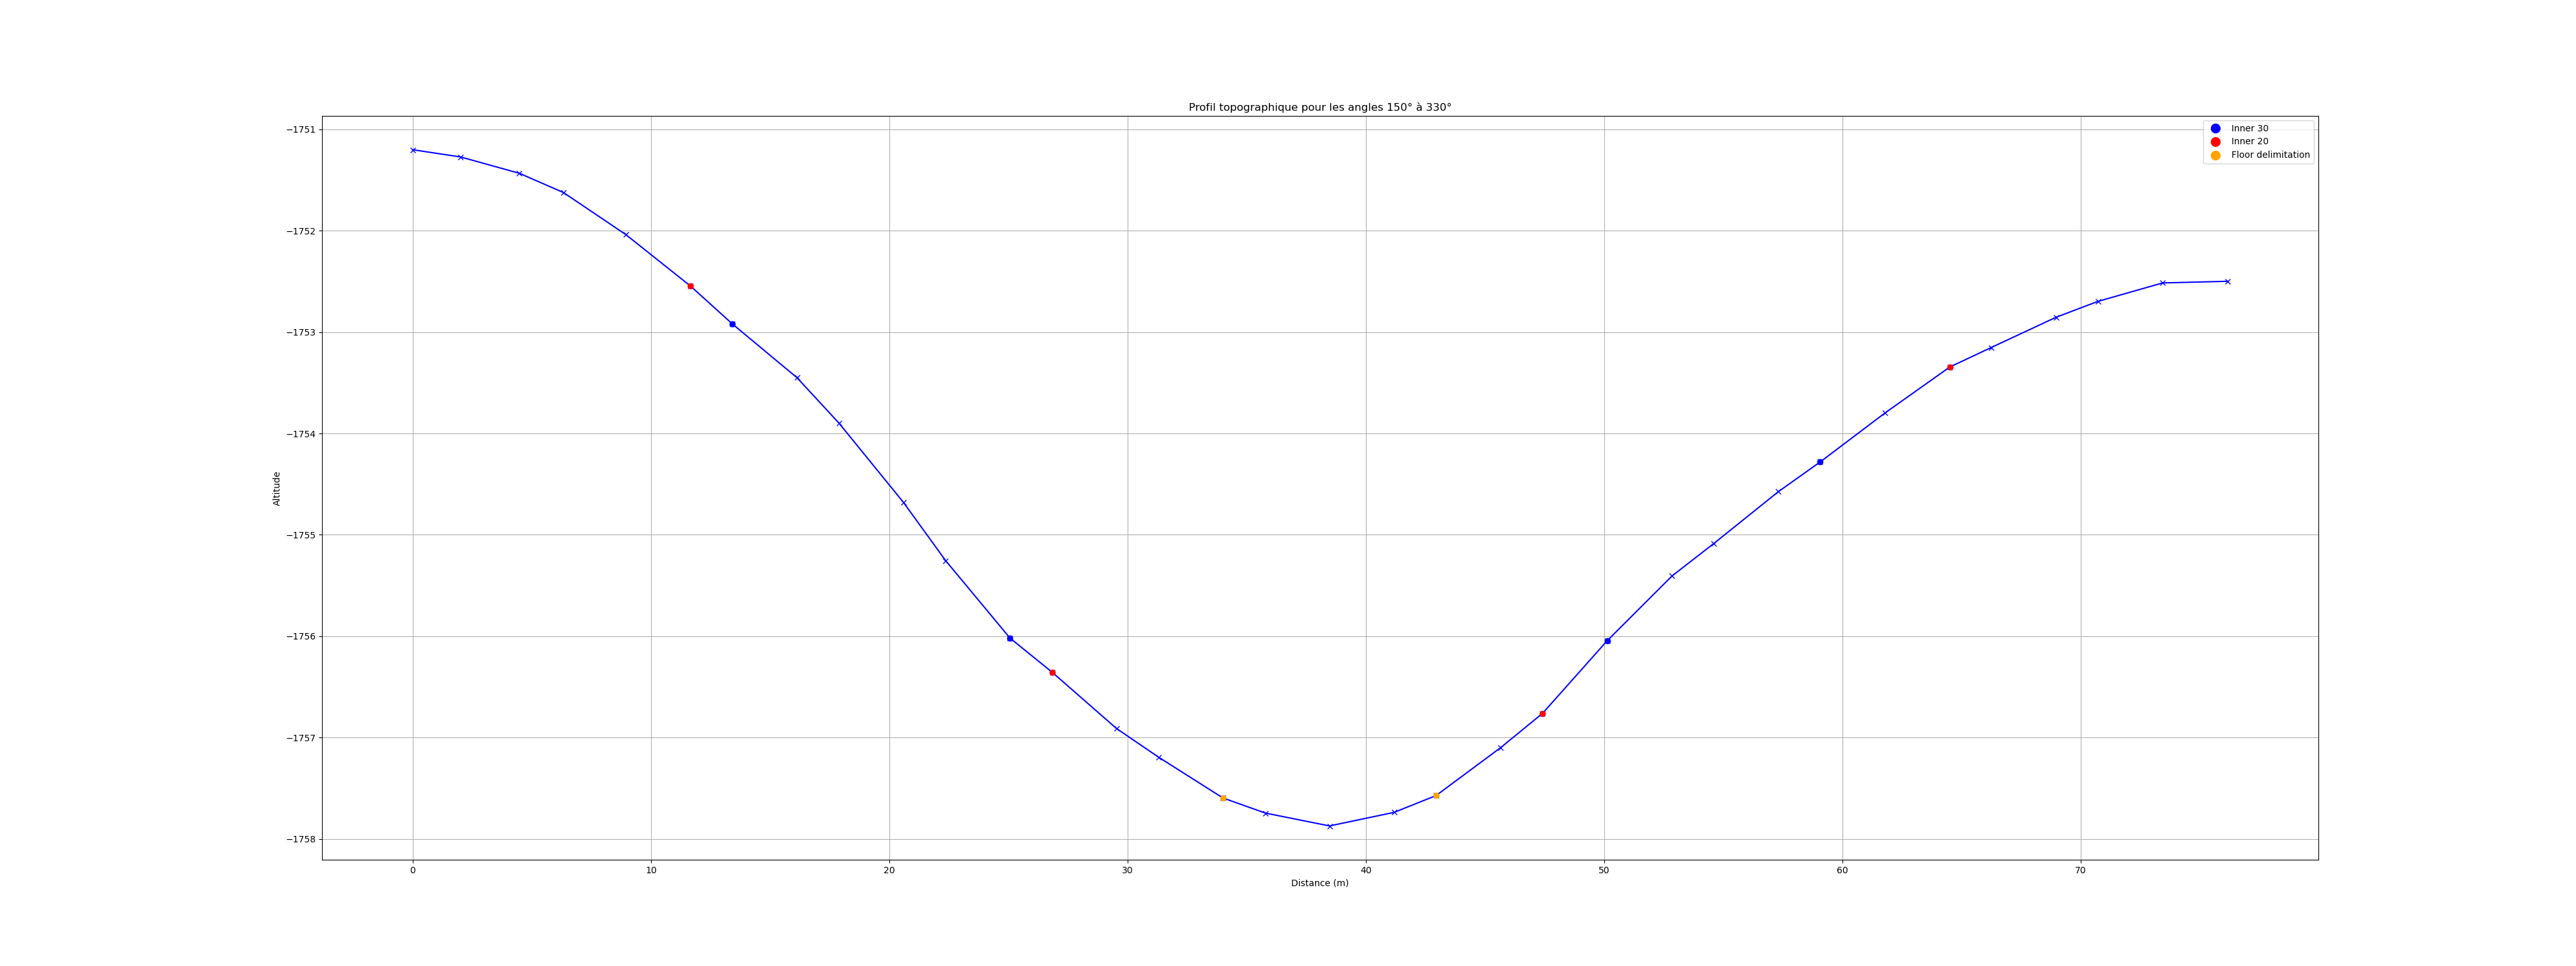 Profil topographique pour les angles 150° à 330°
Inner 30
Inner 20
Floor delimitation
Altitude
−1751
−1752
−1753
−1754
−1755
−1756
−1757
−1758
0 10 20 30 40 50 60 70
Distance (m)